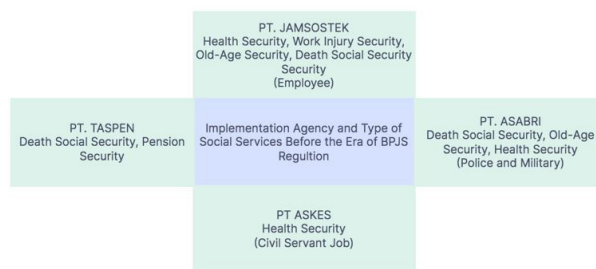 PT. JAMSOSTEK
Health Security, Work Injury Security,
Old-Age Security, Death Social Security
Security
(Employee)
PT. TASPEN
Death Social Security, Pension
Security
Implementation Agency and Type of
Social Services Before the Era of BPJS
Regultion
PT. ASABRI
Death Social Security, Old-Age
Security, Health Security
(Police and Military)
PT ASKES
Health Security
(Civil Servant Job)